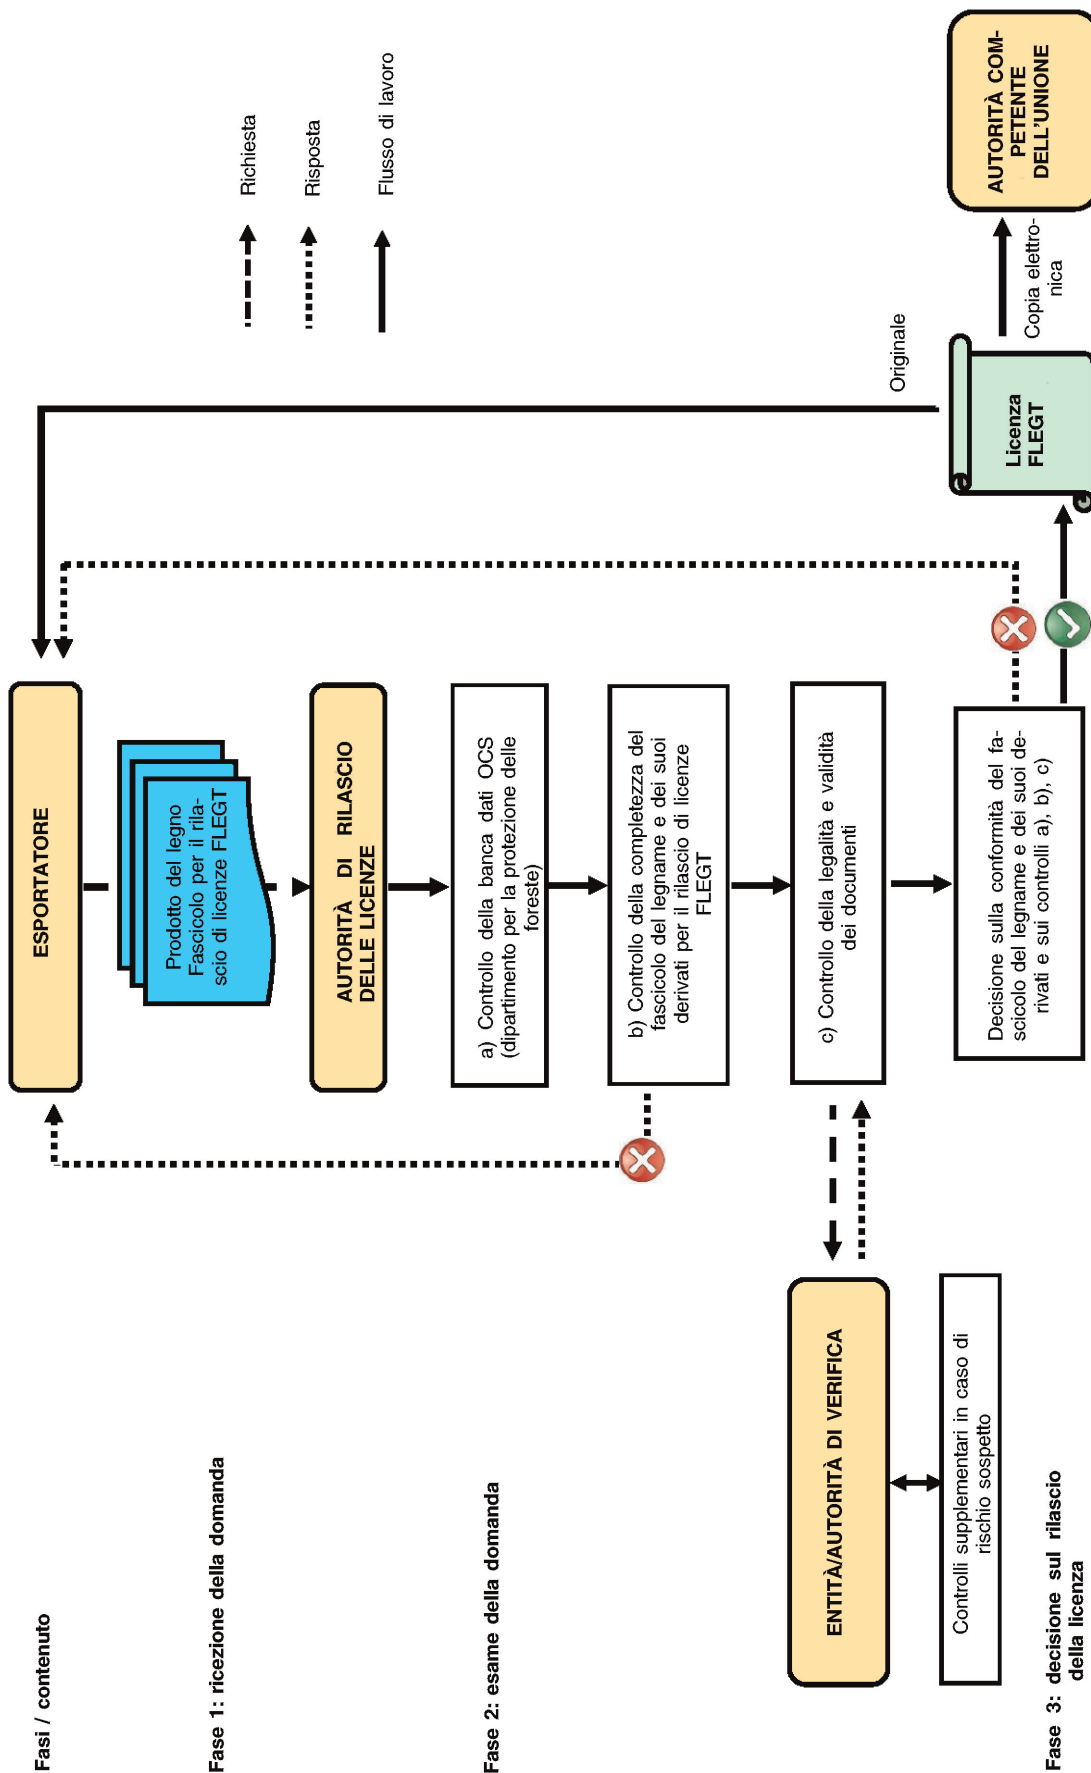 Fasi / contenuto
ESPORTATORE
Fase 1: ricezione della domanda
Prodotto del legno
Fascicolo per il rila-
scio di licenze FLEGT
AUTORITÀ DI RILASCIO
DELLE LICENZE
Fase 2: esame della domanda
a) Controllo della banca dati OCS
(dipartimento per la protezione delle
foreste)
b) Controllo della completezza del
fascicolo del legname e dei suoi
derivati per il rilascio di licenze
FLEGT
c) Controllo della legalità e validità
dei documenti
ENTITÀ/AUTORITÀ DI VERIFICA
Controlli supplementari in caso di
rischio sospetto
Fase 3: decisione sul rilascio
della licenza
Decisione sulla conformità del fa-
scicolo del legname e dei suoi de-
rivati e sui controlli a), b), c)
Licenza
FLEGT
Originale
Copia elettro-
nica
AUTORITÀ COM-
PETENTE
DELL'UNIONE
Richiesta
Risposta
Flusso di lavoro